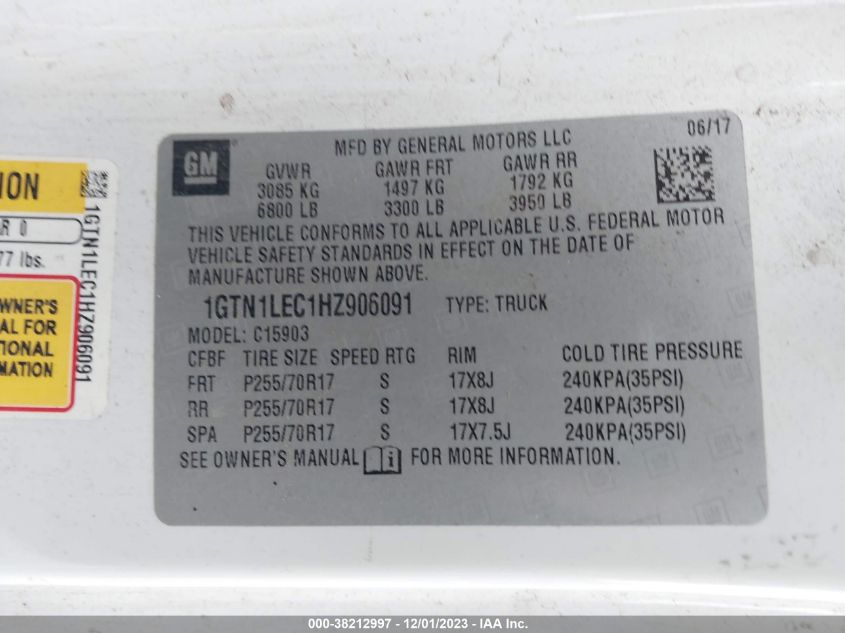 ION
R 0
77 lbs.
WNER'S
AL FOR
TIONAL
MATION
1GTN1LEC1HZ906091
GM
MFD BY GENERAL MOTORS LLC
06/17
GVWR GAWR FRT GAWR RR
3085 KG 1497 KG 1792 KG
6800 LB 3300 LB 3950 LB
THIS VEHICLE CONFORMS TO ALL APPLICABLE U.S. FEDERAL MOTOR
VEHICLE SAFETY STANDARDS IN EFFECT ON THE DATE OF
MANUFACTURE SHOWN ABOVE.
1GTN1LEC1HZ906091 TYPE: TRUCK
MODEL: C15903
CFBF TIRE SIZE SPEED RTG RIM COLD TIRE PRESSURE
FRT P255/70R17 S 17X8J 240KPA(35PSI)
RR P255/70R17 S 17X8J 240KPA(35PSI)
SPA P255/70R17 S 17X7.5J 240KPA(35PSI)
SEE OWNER'S MANUAL i FOR MORE INFORMATION.
000-38212997 - 12/01/2023 - IAA Inc.